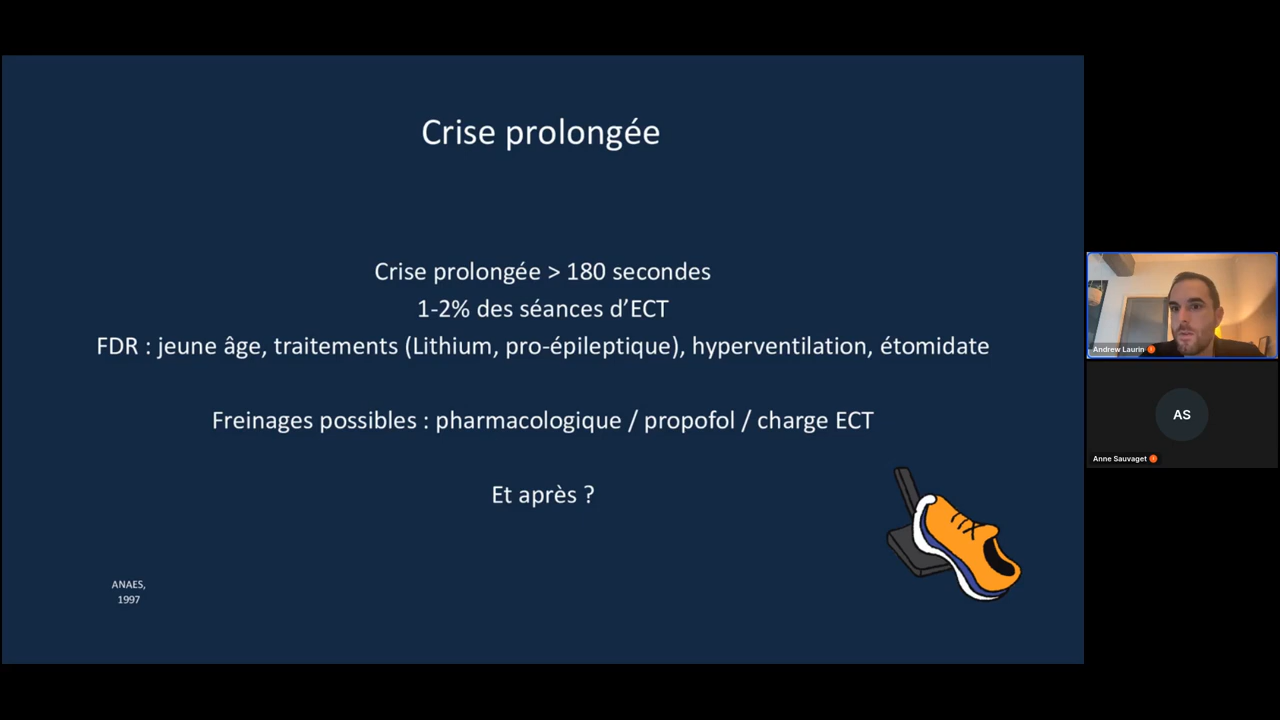 Crise prolongée
Crise prolongée > 180 secondes
1-2% des séances d’ECT
FDR : jeune âge, traitements (Lithium, pro-épileptique), hyperventilation, étomidate
Freinages possibles : pharmacologique / propofol / charge ECT
Et après ?
ANAES,
1997
Andrew Laurin
AS
Anne Sauvaget